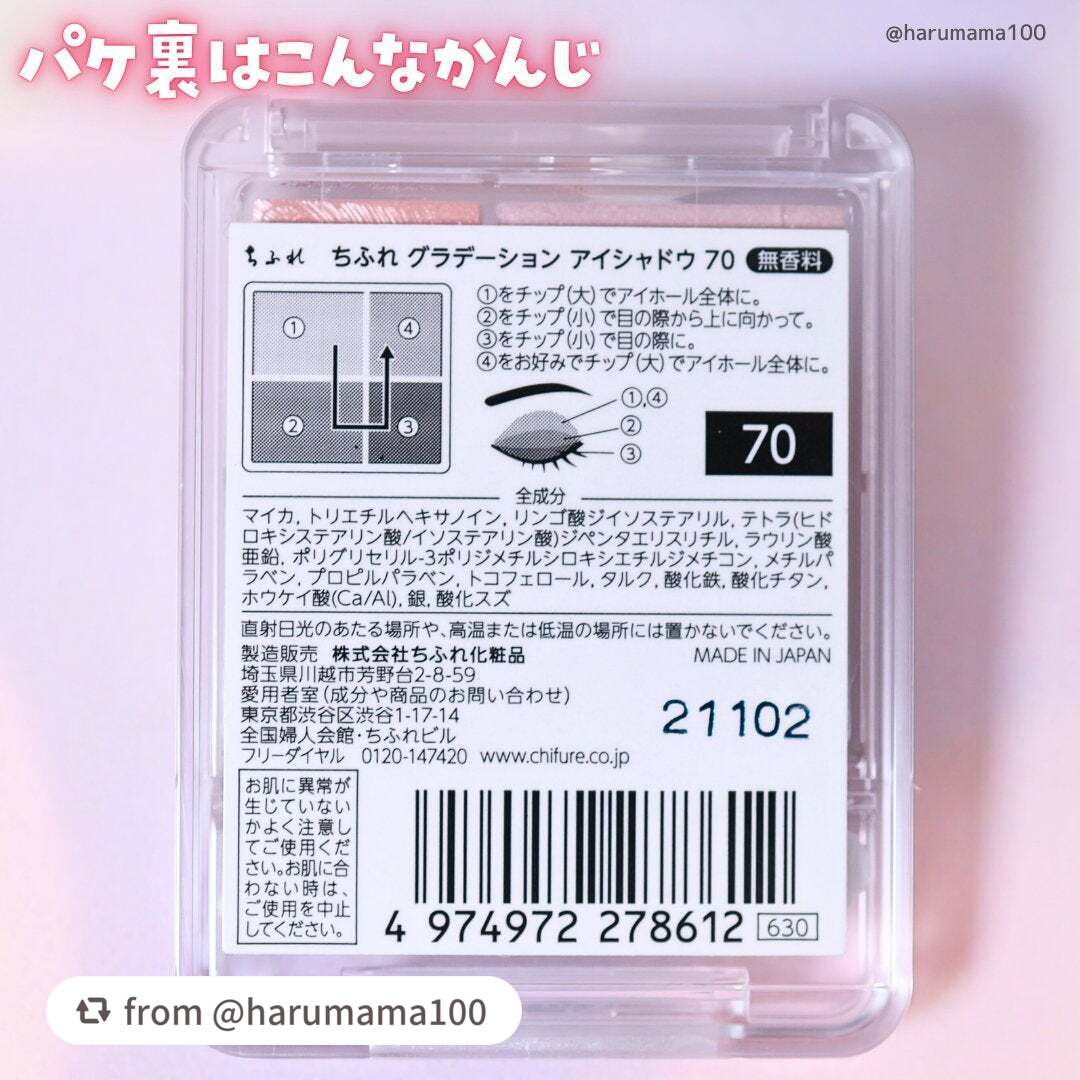 パケ裏はこんなかんじ
@harumama100
ちふれ ちふれ グラデーション アイシャドウ 70 無香料
①をチップ(大)でアイホール全体に。
②をチップ(小)で目の際から上に向かって。
③をチップ(小)で目の際に。
④をお好みでチップ(大)でアイホール全体に。
① ④
② ③
①,④
②
③
70
全成分
マイカ, トリエチルヘキサノイン, リンゴ酸ジイソステアリル, テトラ(ヒド
ロキシステアリン酸/イソステアリン酸)ジペンタエリスリチル, ラウリン酸
亜鉛, ポリグリセリル-3ポリジメチルシロキシエチルジメチコン, メチルパ
ラベン, プロピルパラベン, トコフェロール, タルク, 酸化鉄, 酸化チタン,
ホウケイ酸(Ca/Al), 銀, 酸化スズ
直射日光のあたる場所や、高温または低温の場所には置かないでください。
製造販売 株式会社ちふれ化粧品 MADE IN JAPAN
埼玉県川越市芳野台2-8-59
愛用者室(成分や商品のお問い合わせ)
東京都渋谷区渋谷1-17-14
全国婦人会館・ちふれビル
フリーダイヤル 0120-147420 www.chifure.co.jp
21102
お肌に異常が
生じていない
かよく注意し
てご使用くだ
さい。お肌に合
わない時は、
ご使用を中止
してください。
4 974972 278612 630
from @harumama100